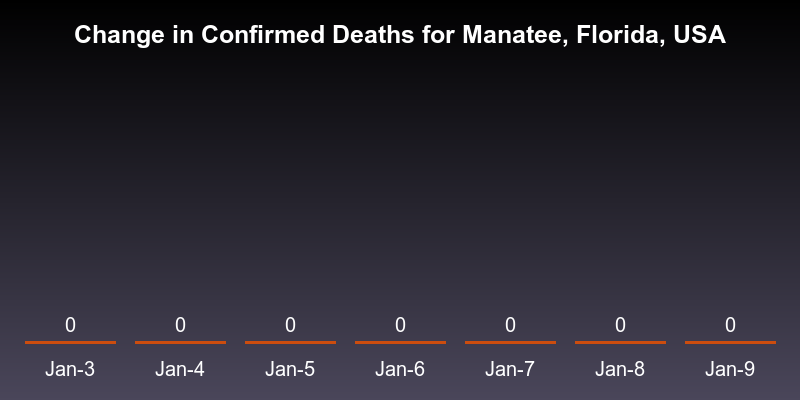 Change in Confirmed Deaths for Manatee, Florida, USA
0 0 0 0 0 0 0
Jan-3 Jan-4 Jan-5 Jan-6 Jan-7 Jan-8 Jan-9